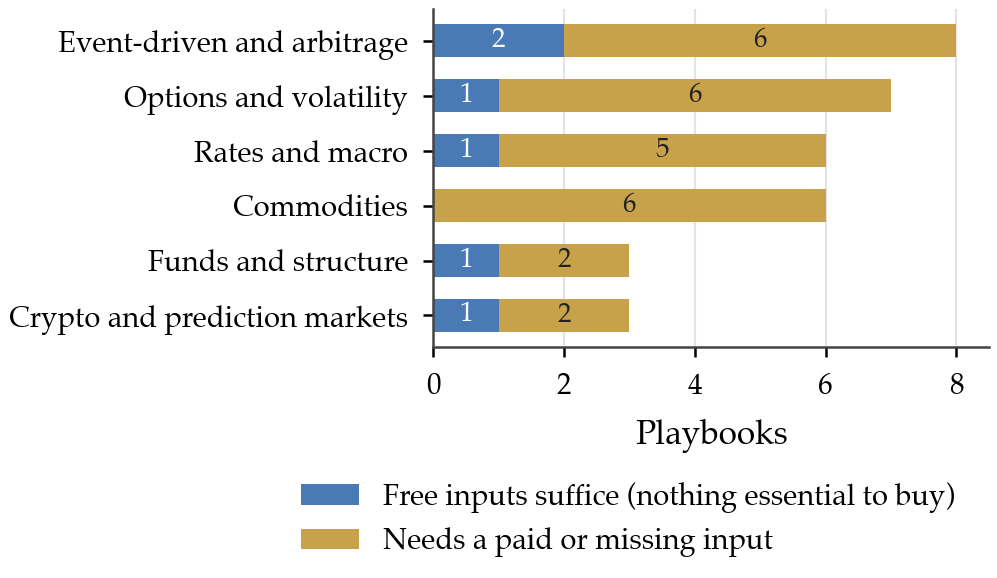 Event-driven and arbitrage 2 6
Options and volatility 1 6
Rates and macro 1 5
Commodities 6
Funds and structure 1 2
Crypto and prediction markets 1 2
0 2 4 6 8
Playbooks
Free inputs suffice (nothing essential to buy)
Needs a paid or missing input